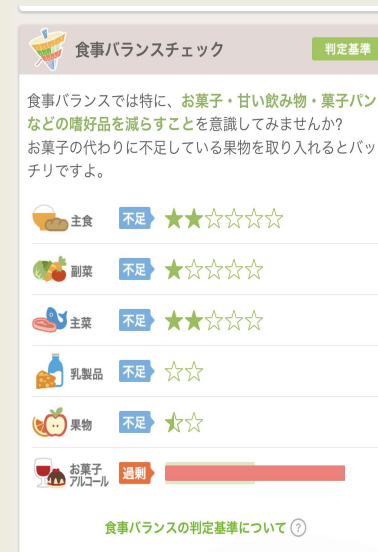 食事バランスチェック
判定基準
食事バランスでは特に、お菓子・甘い飲み物・菓子パン
などの嗜好品を減らすことを意識してみませんか?
お菓子の代わりに不足している果物を取り入れるとバッ
チリですよ。
主食 不足 ★★☆☆☆☆
副菜 不足 ★☆☆☆☆
主菜 不足 ★★☆☆☆
乳製品 不足 ☆☆
果物 不足
お菓子
アルコール 過剰
食事バランスの判定基準について ?